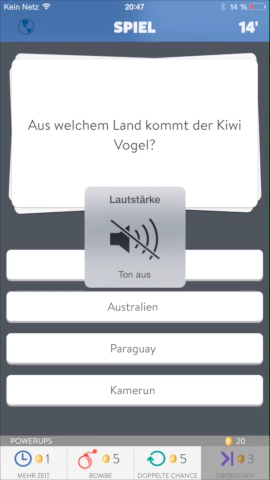 Kein Netz 20:47 14 %
SPIEL 14'
Aus welchem Land kommt der Kiwi
Vogel?
Lautstärke
Ton aus
Australien
Paraguay
Kamerun
POWERUPS 20
1 5 5 3
MEHR ZEIT BOMBE DOPPELTE CHANCE ÜBERGEHEN